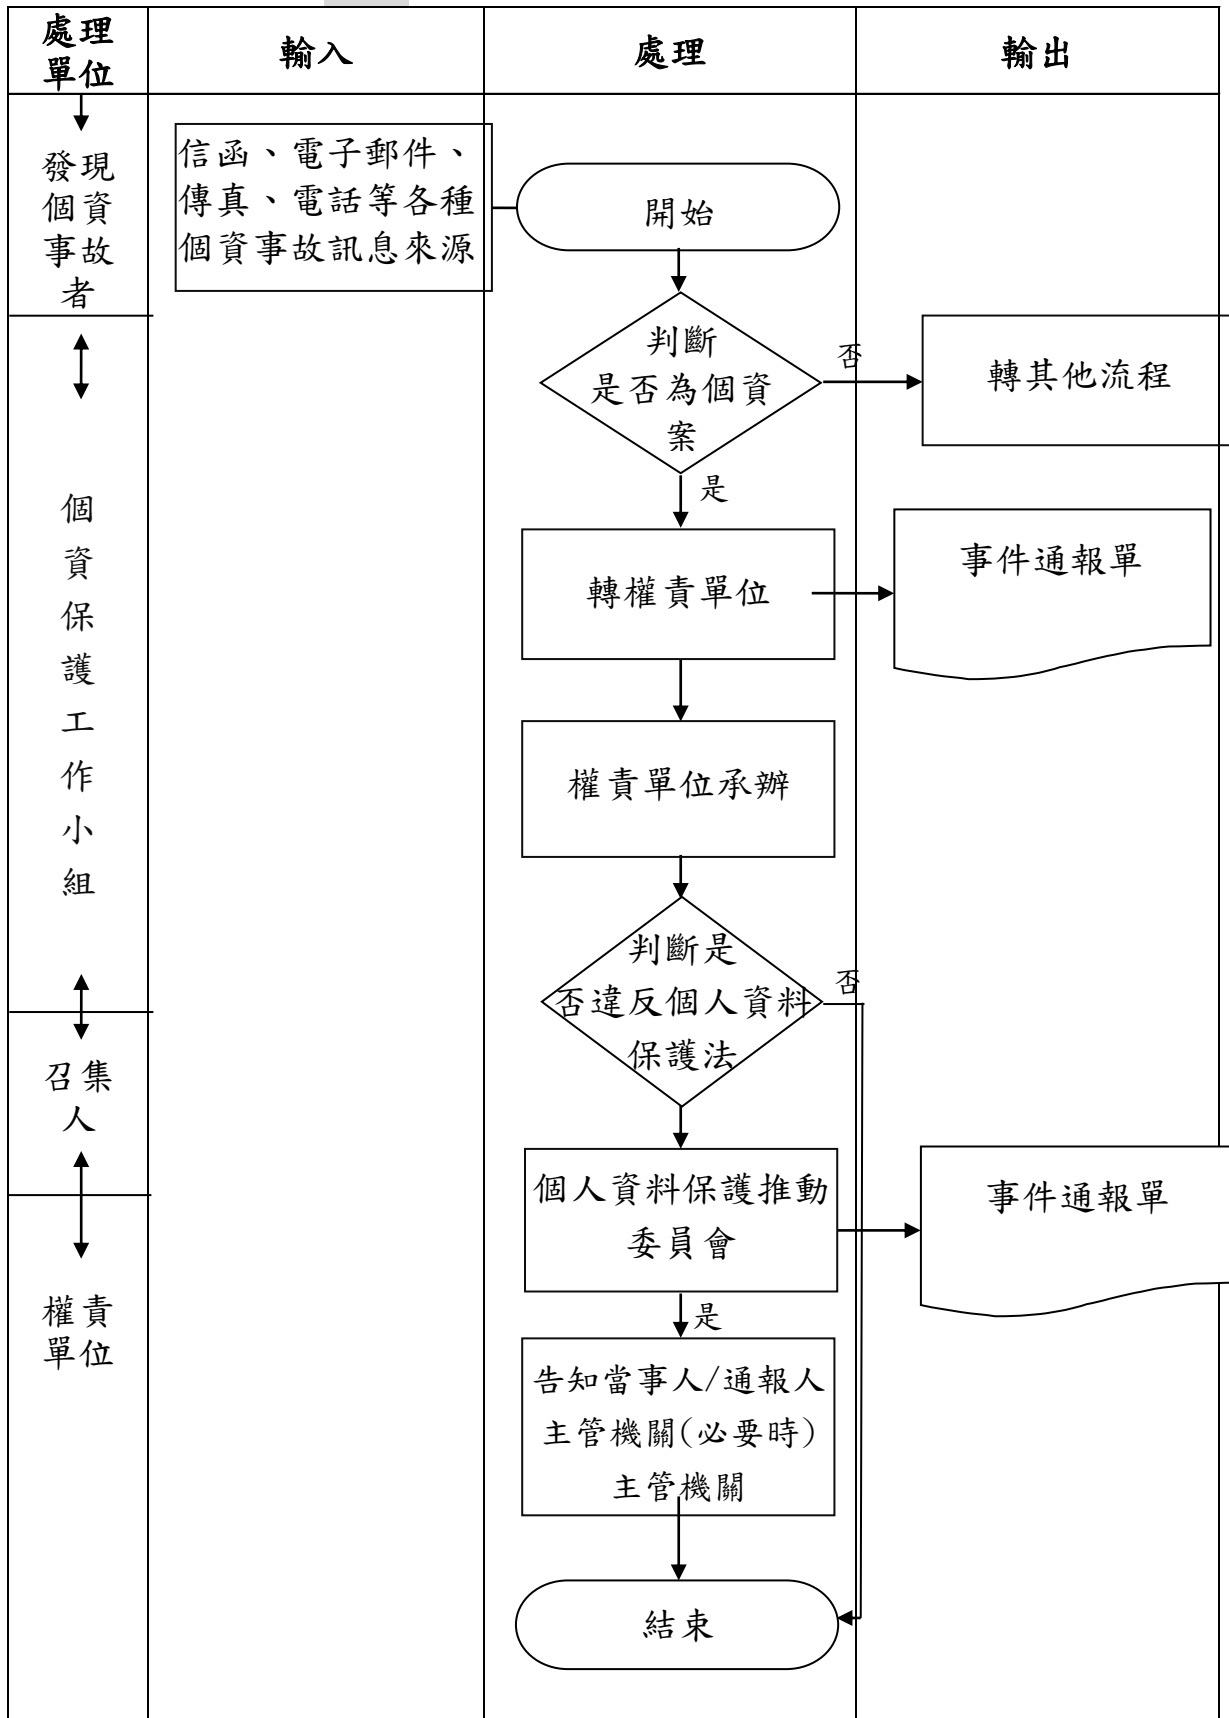 處理
單位
輸入
處理
輸出
發現
個資
事故
者
信函、電子郵件、
傳真、電話等各種
個資事故訊息來源
開始
判斷
是否為個資
案
否
轉其他流程
是
個
資
保
護
工
作
小
組
轉權責單位
事件通報單
權責單位承辦
判斷是
否違反個人資料
保護法
否
召集
人
個人資料保護推動
委員會
事件通報單
是
權責
單位
告知當事人/通報人
主管機關(必要時)
主管機關
結束